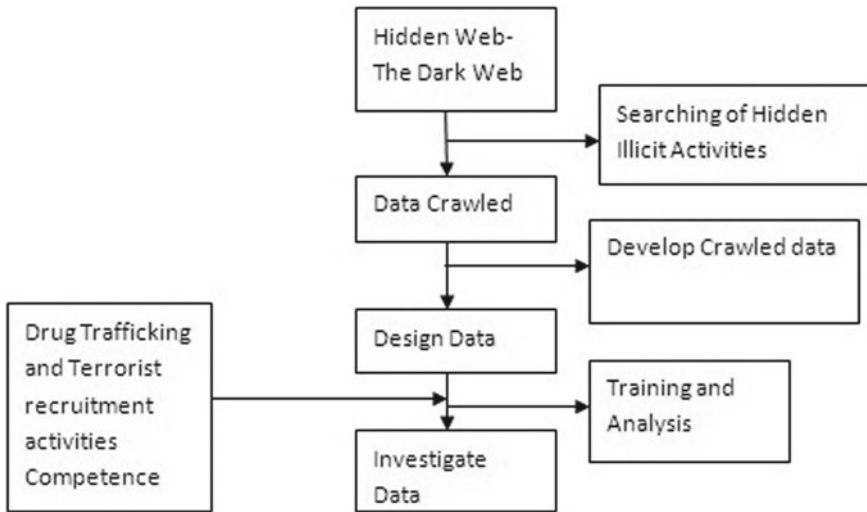 Hidden Web-
The Dark Web
Searching of Hidden
Illicit Activities
Data Crawled
Develop Crawled data
Drug Trafficking
and Terrorist
recruitment
activities
Competence
Design Data
Training and
Analysis
Investigate
Data